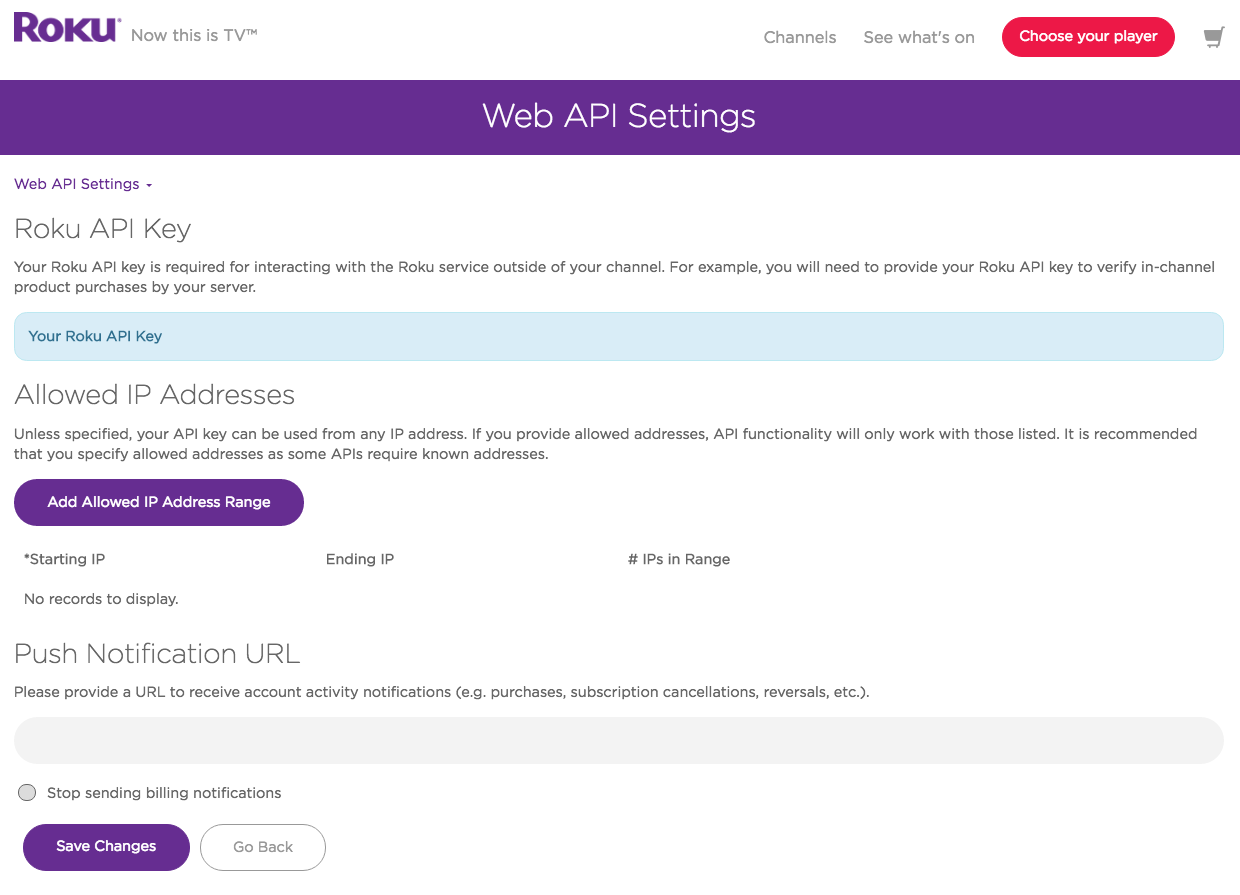 Roku® Now this is TV™
Channels See what's on Choose your player
Web API Settings
Web API Settings
Roku API Key
Your Roku API key is required for interacting with the Roku service outside of your channel. For example, you will need to provide your Roku API key to verify in-channel
product purchases by your server.
Your Roku API Key
Allowed IP Addresses
Unless specified, your API key can be used from any IP address. If you provide allowed addresses, API functionality will only work with those listed. It is recommended
that you specify allowed addresses as some APIs require known addresses.
Add Allowed IP Address Range
*Starting IP Ending IP # IPs in Range
No records to display.
Push Notification URL
Please provide a URL to receive account activity notifications (e.g. purchases, subscription cancellations, reversals, etc.).
Stop sending billing notifications
Save Changes Go Back